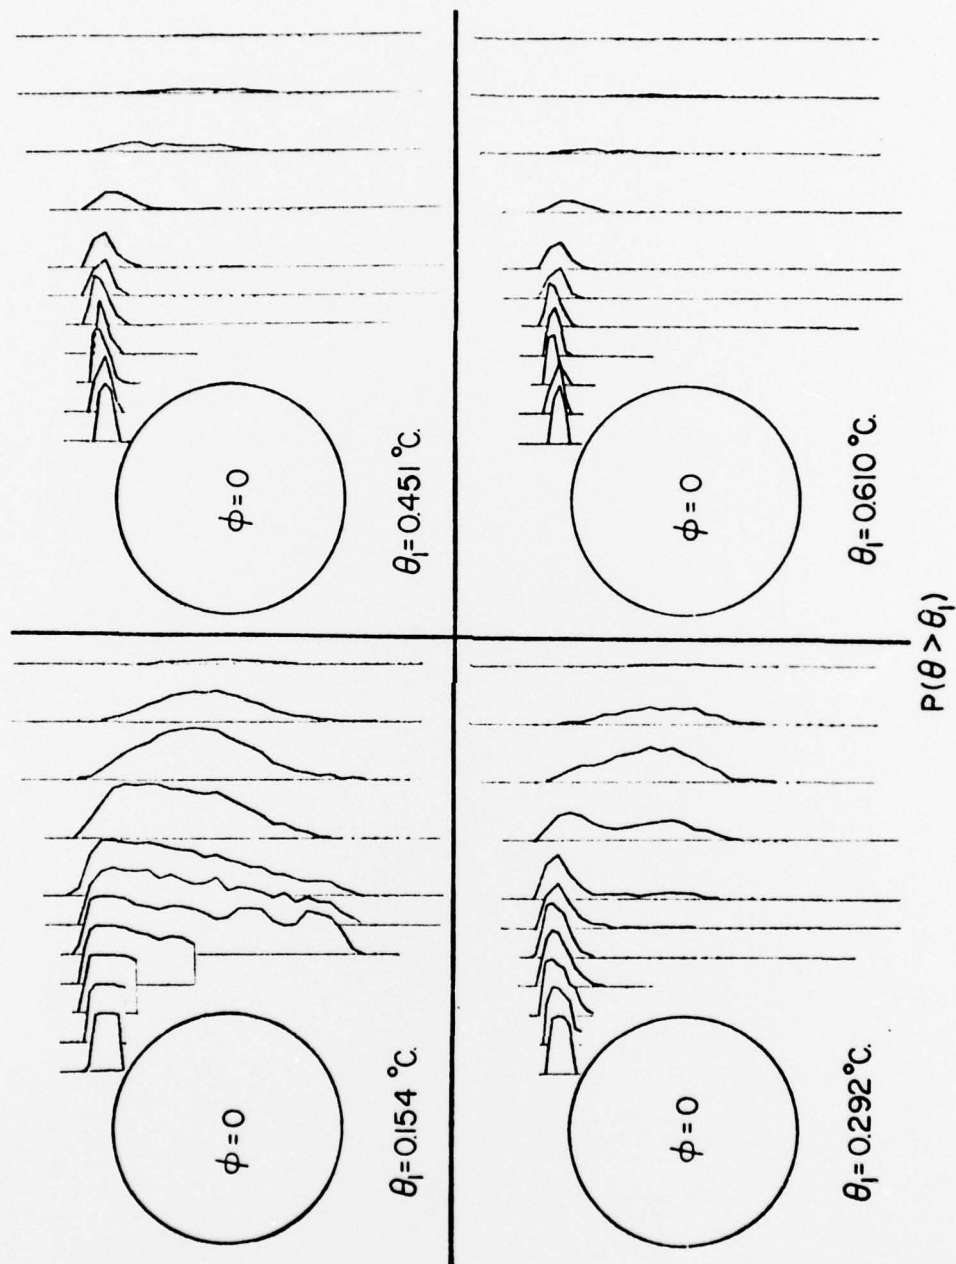 ϕ = 0
θ₁ = 0.154 °C.
ϕ = 0
θ₁ = 0.451 °C.
ϕ = 0
θ₁ = 0.292 °C.
ϕ = 0
θ₁ = 0.610 °C.
P(θ > θ₁)